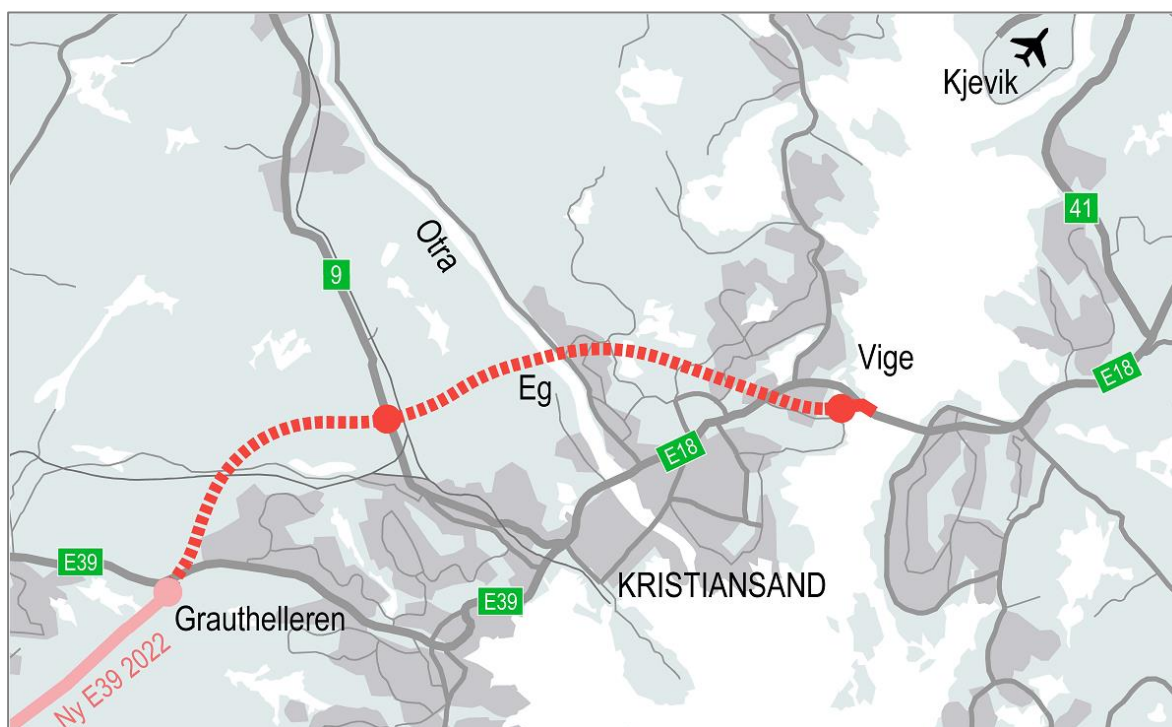 Kjevik
41
Otra
9
Vige
E18
Eg
E18
E39
KRISTIANSAND
E39
Grauthelleren
Ny E39 2022